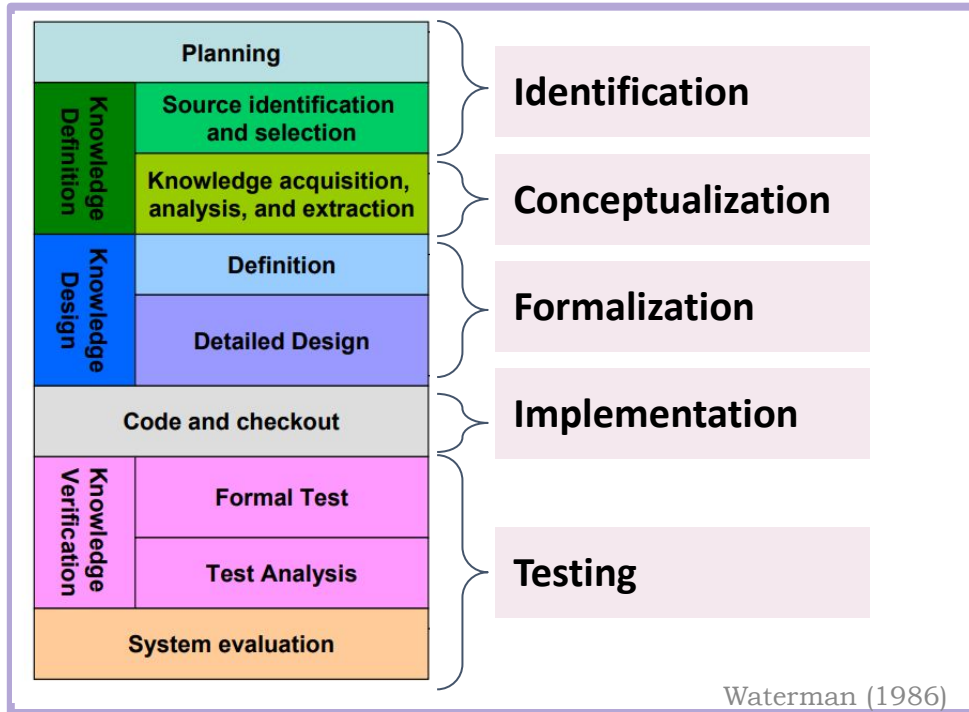 Planning
Knowledge
Definition
Source identification
and selection
Knowledge acquisition,
analysis, and extraction
Knowledge
Design
Definition
Detailed Design
Code and checkout
Knowledge
Verification
Formal Test
Test Analysis
System evaluation
Identification
Conceptualization
Formalization
Implementation
Testing
Waterman (1986)